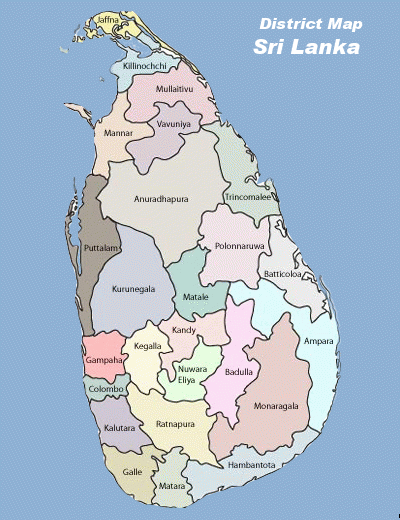 District Map
Sri Lanka
Jaffna
Killinochchi
Mullaitivu
Mannar
Vavuniya
Anuradhapura
Trincomalee
Puttalam
Polonnaruwa
Batticoloa
Kurunegala
Matale
Kandy
Ampara
Kegalla
Gampaha
Nuwara
Eliya
Badulla
Colombo
Monaragala
Kalutara
Ratnapura
Hambantota
Galle
Matara